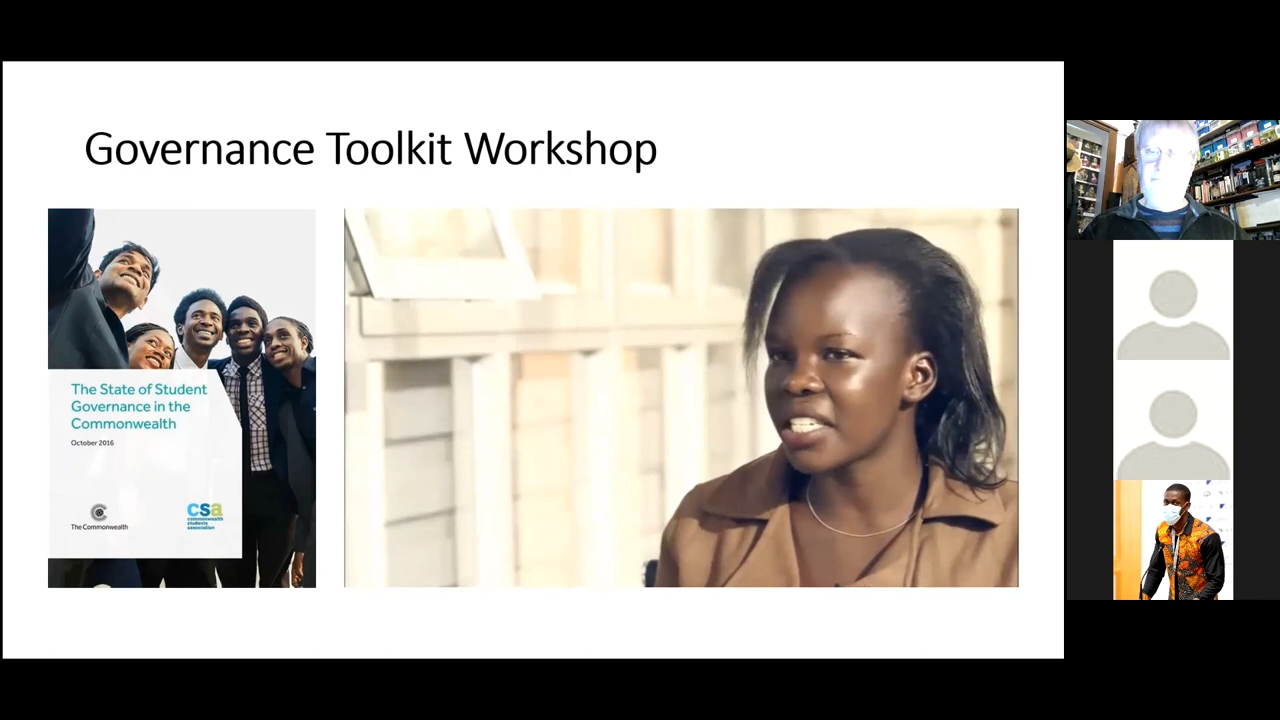 Governance Toolkit Workshop
The State of Student
Governance in the
Commonwealth
October 2016
The Commonwealth
csa
commonwealth
students
association